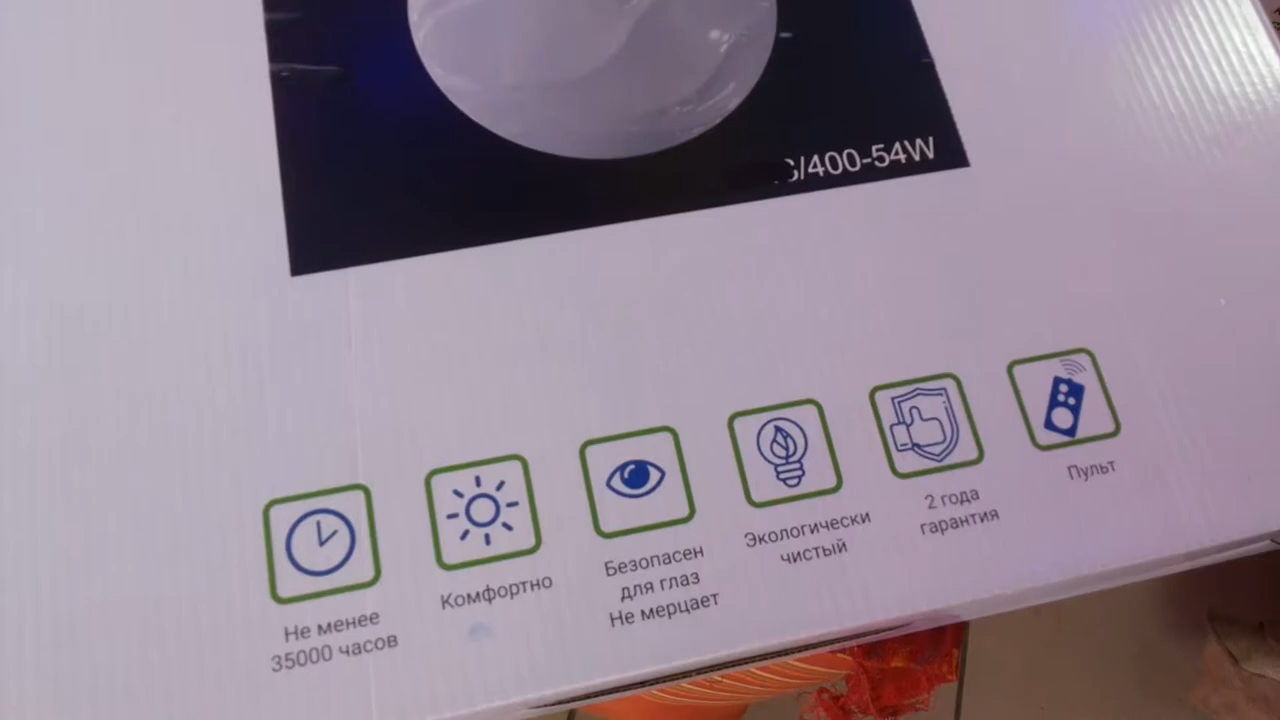 /400-54W
Не менее
35000 часов
Комфортно
Безопасен
для глаз
Не мерцает
Экологически
чистый
2 года
гарантия
Пульт